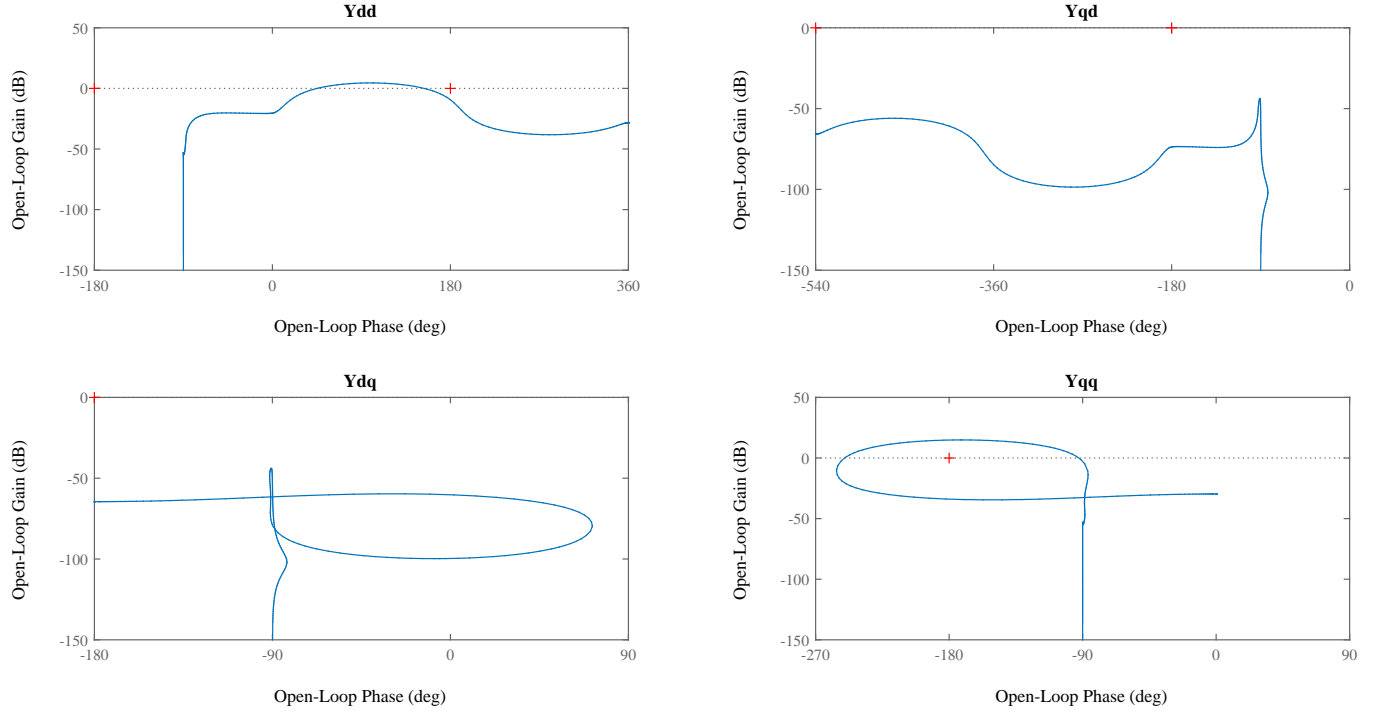 Ydd
50
0
-50
-100
-150
-180 0 180 360
Open-Loop Gain (dB)
Open-Loop Phase (deg)
Yqd
0
-50
-100
-150
-540 -360 -180 0
Open-Loop Gain (dB)
Open-Loop Phase (deg)
Ydq
0
-50
-100
-150
-180 -90 0 90
Open-Loop Gain (dB)
Open-Loop Phase (deg)
Yqq
50
0
-50
-100
-150
-270 -180 -90 0 90
Open-Loop Gain (dB)
Open-Loop Phase (deg)